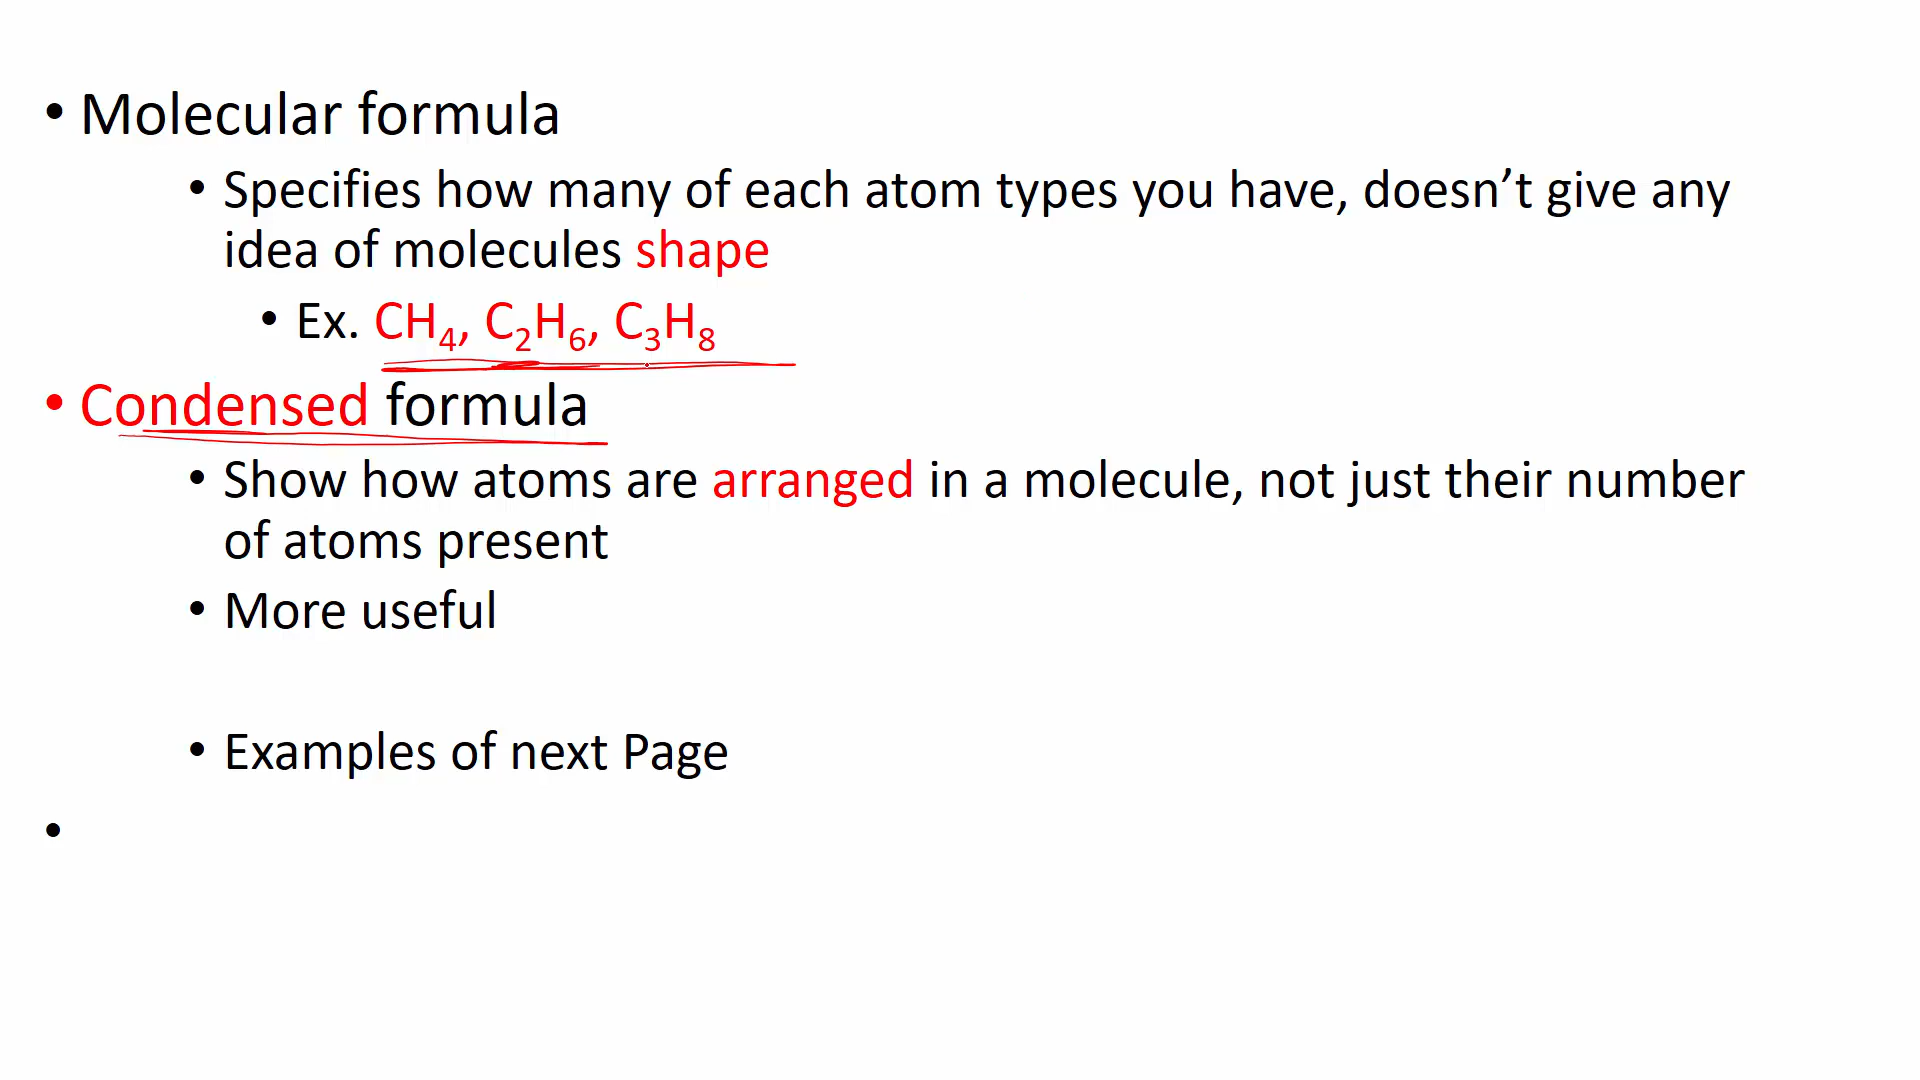 • Molecular formula
• Specifies how many of each atom types you have, doesn’t give any
idea of molecules shape
• Ex. CH₄, C₂H₆, C₃H₈
• Condensed formula
• Show how atoms are arranged in a molecule, not just their number
of atoms present
• More useful
• Examples of next Page
•